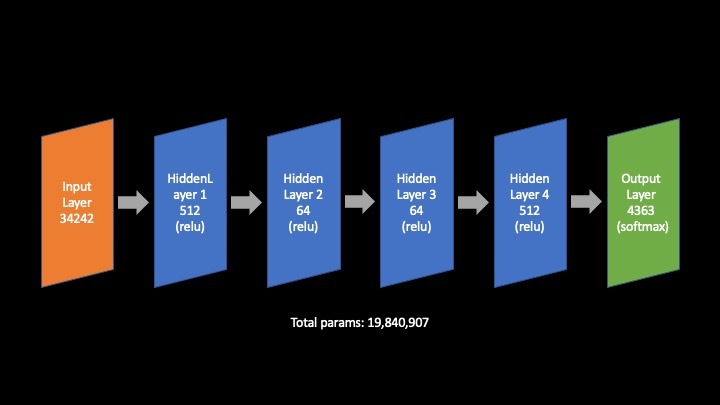 Input
Layer
34242
HiddenL
ayer 1
512
(relu)
Hidden
Layer 2
64
(relu)
Hidden
Layer 3
64
(relu)
Hidden
Layer 4
512
(relu)
Output
Layer
4363
(softmax)
Total params: 19,840,907